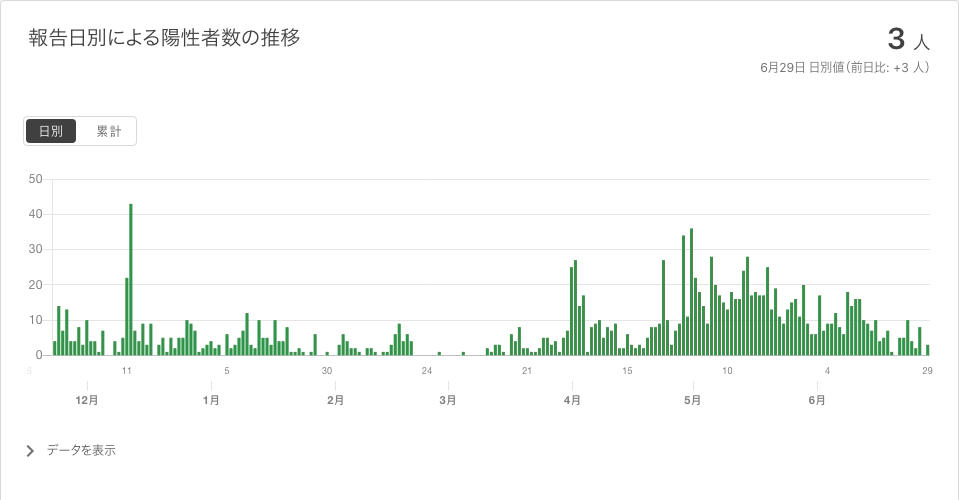 報告日別による陽性者数の推移
3 人
6月29日 日別値（前日比: +3 人）
日別 累計
50
40
30
20
10
0
11 5 30 24 21 15 10 4 29
12月 1月 2月 3月 4月 5月 6月
データを表示